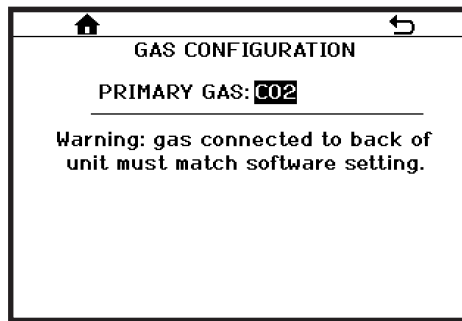 GAS CONFIGURATION
PRIMARY GAS: CO2
Warning: gas connected to back of
unit must match software setting.